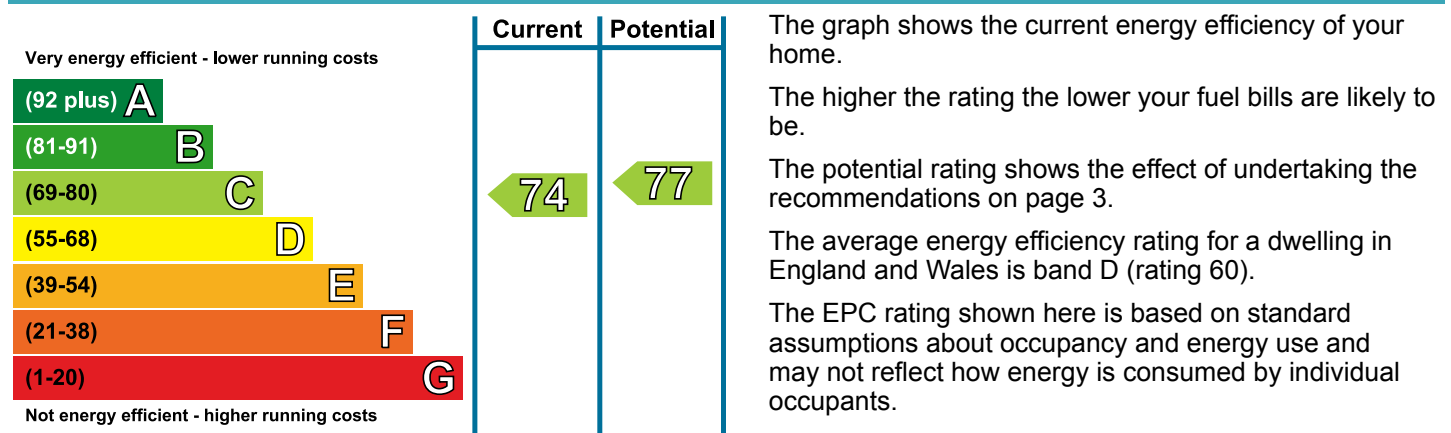 Current
Potential
Very energy efficient - lower running costs
(92 plus) A
(81-91) B
(69-80) C
(55-68) D
(39-54) E
(21-38) F
(1-20) G
Not energy efficient - higher running costs
74
77
The graph shows the current energy efficiency of your
home.
The higher the rating the lower your fuel bills are likely to
be.
The potential rating shows the effect of undertaking the
recommendations on page 3.
The average energy efficiency rating for a dwelling in
England and Wales is band D (rating 60).
The EPC rating shown here is based on standard
assumptions about occupancy and energy use and
may not reflect how energy is consumed by individual
occupants.